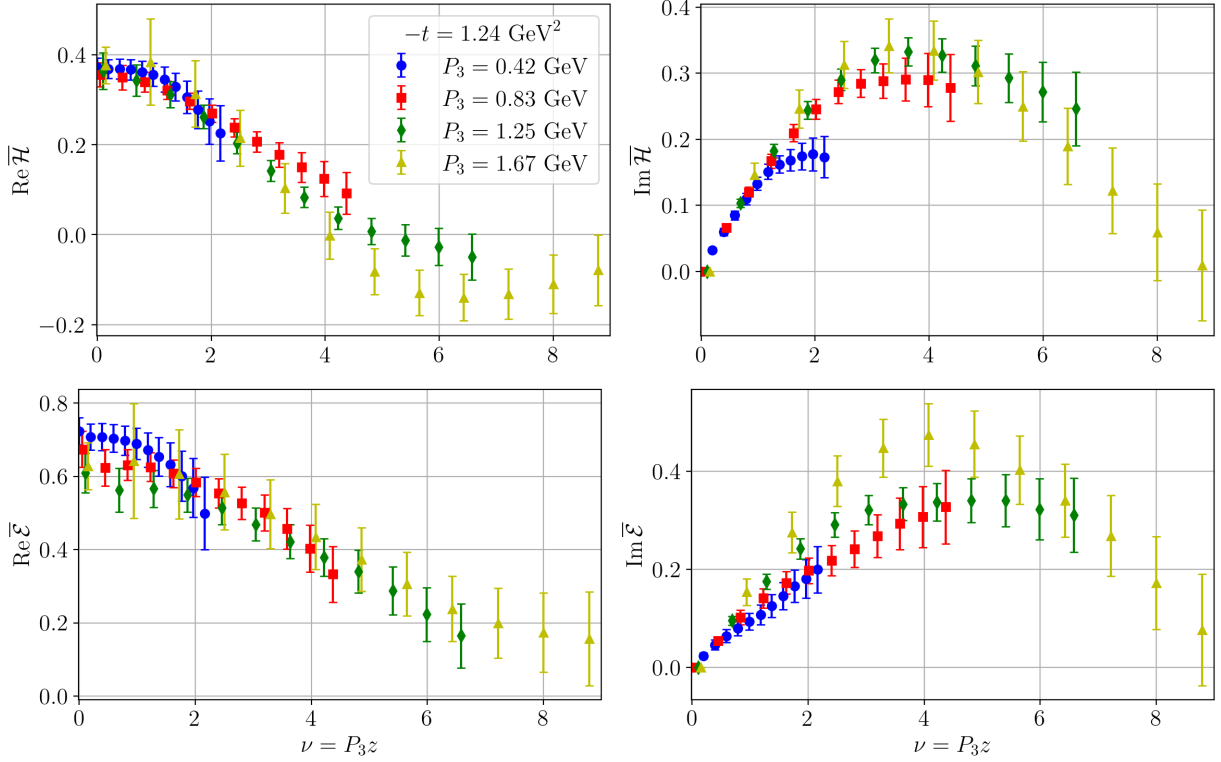 0.4
0.2
0.0
−0.2
Re H̅
0 2 4 6 8
−t = 1.24 GeV²
P₃ = 0.42 GeV
P₃ = 0.83 GeV
P₃ = 1.25 GeV
P₃ = 1.67 GeV
0.4
0.3
0.2
0.1
0.0
Im H̅
0 2 4 6 8
0.8
0.6
0.4
0.2
0.0
Re E̅
0 2 4 6 8
ν = P₃z
0.4
0.2
0.0
Im E̅
0 2 4 6 8
ν = P₃z